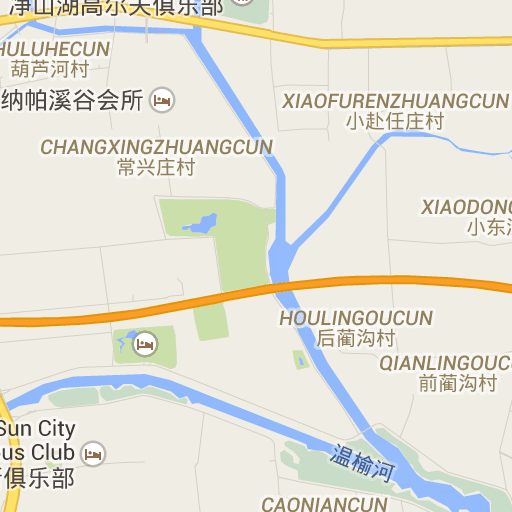 净山湖高尔夫俱乐部
HULUHECUN
葫芦河村
纳帕溪谷会所
XIAOFURENZHUANGCUN
小赴任庄村
CHANGXINGZHUANGCUN
常兴庄村
XIAODONG
小东
HOULINGOUCUN
后蔺沟村
QIANLINGOUC
前蔺沟村
Sun City
us Club
俱乐部
温榆河
CAONIANCUN